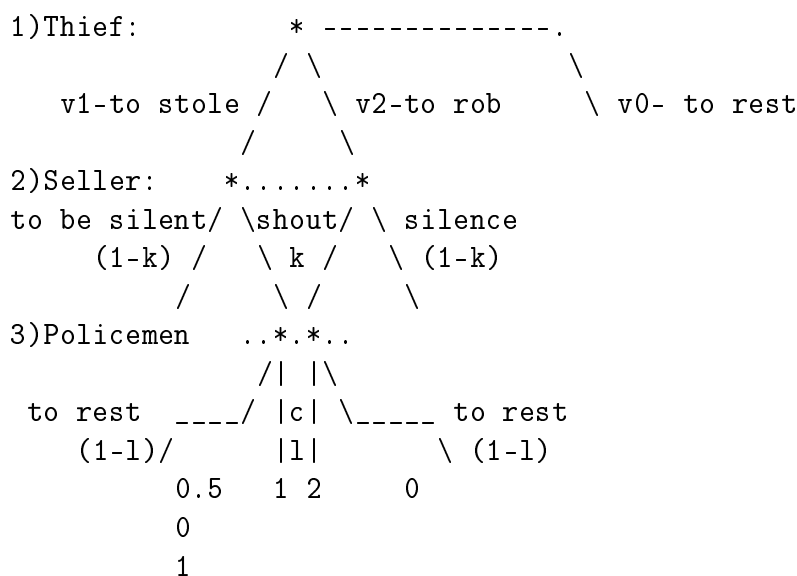 1)Thief:           * --------------.
                  / \               \
   v1-to stole /   \ v2-to rob     \ v0- to rest
               /     \
2)Seller:     *.......*
to be silent/ \shout/ \ silence
     (1-k) /   \ k /   \ (1-k)
          /     \ /     \
3)Policemen   ..*.*..
               /| |\
 to rest  ____/ |c| \_____ to rest
    (1-l)/      |l|       \ (1-l)
          0.5   1 2     0
          0
          1